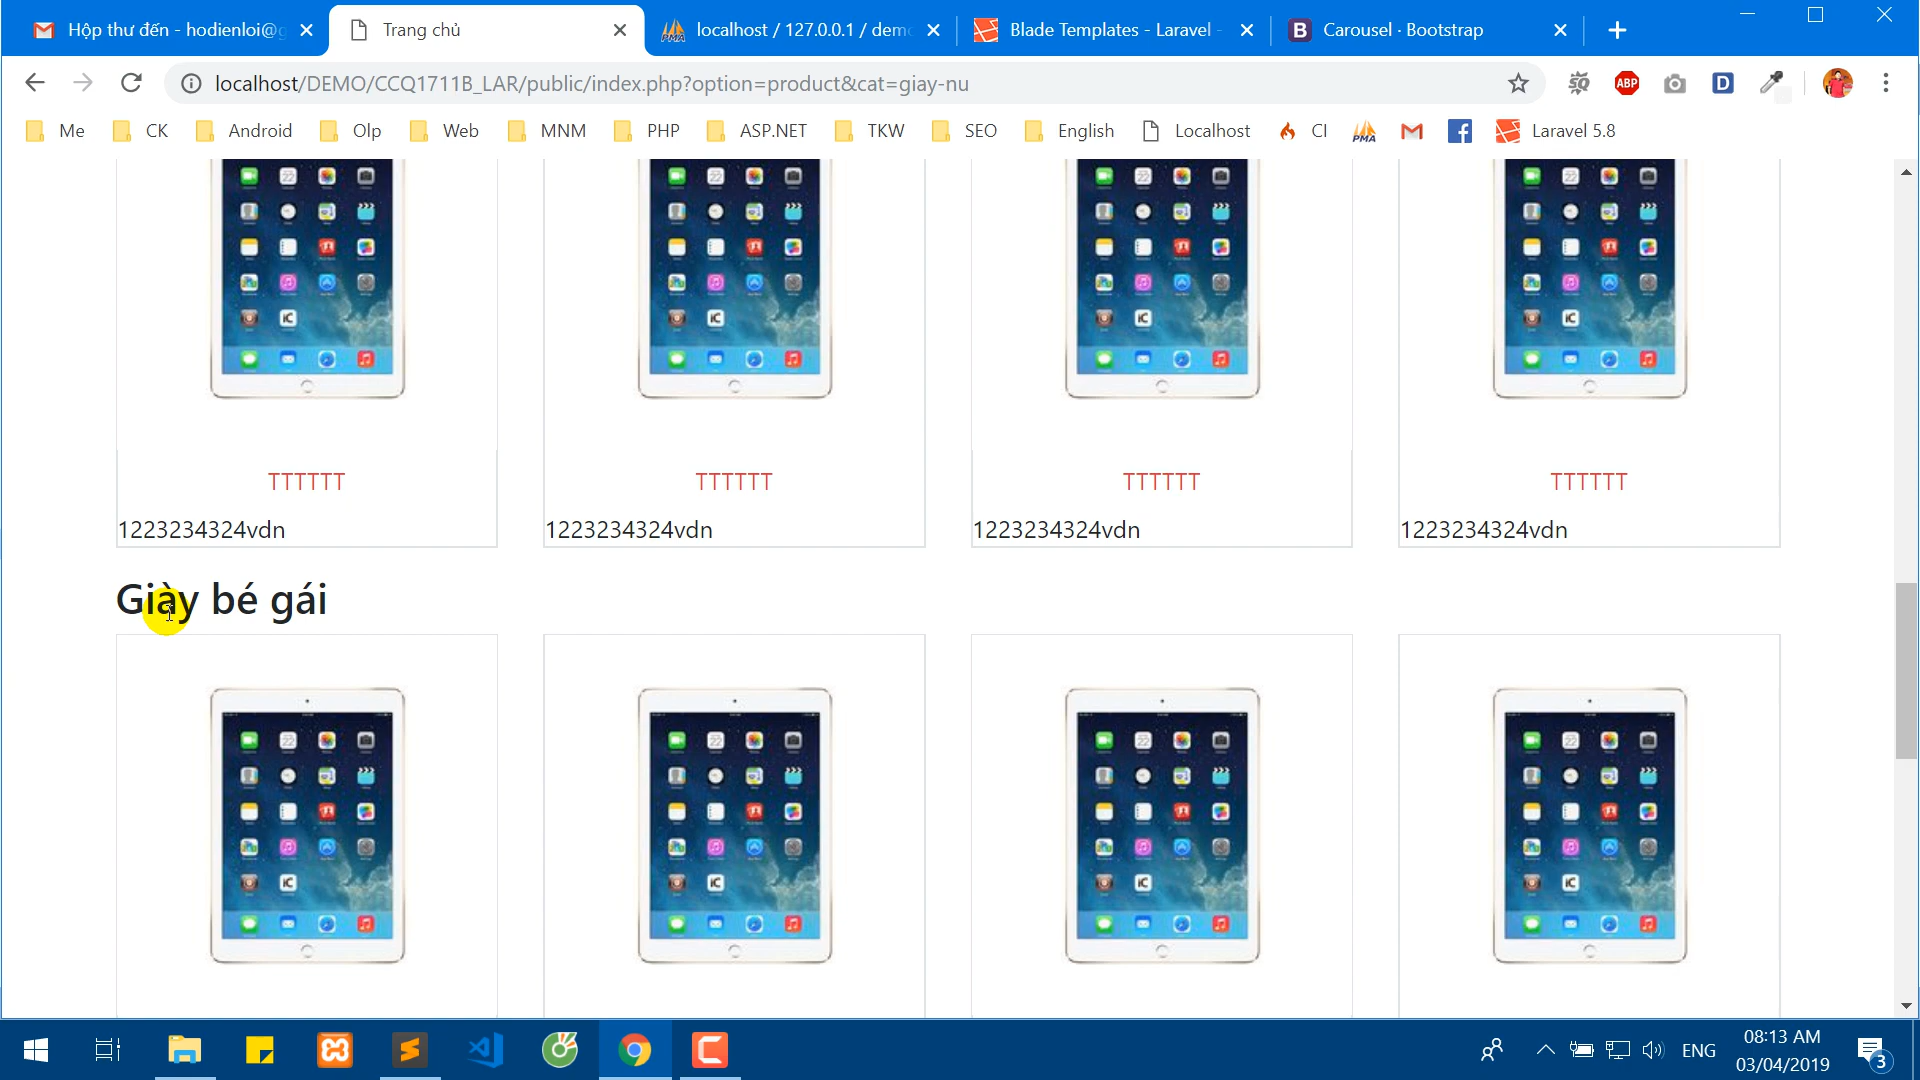 Hộp thư đến - hodienloi@g
Trang chủ
localhost / 127.0.0.1 / demo
Blade Templates - Laravel -
Carousel · Bootstrap
localhost/DEMO/CCQ1711B_LAR/public/index.php?option=product&cat=giay-nu
ABP
D
Me
CK
Android
Olp
Web
MNM
PHP
ASP.NET
TKW
SEO
English
Localhost
CI
PMA
Laravel 5.8
TTTTTT
TTTTTT
TTTTTT
TTTTTT
1223234324vdn
1223234324vdn
1223234324vdn
1223234324vdn
Giày bé gái
ENG
08:13 AM
03/04/2019
3